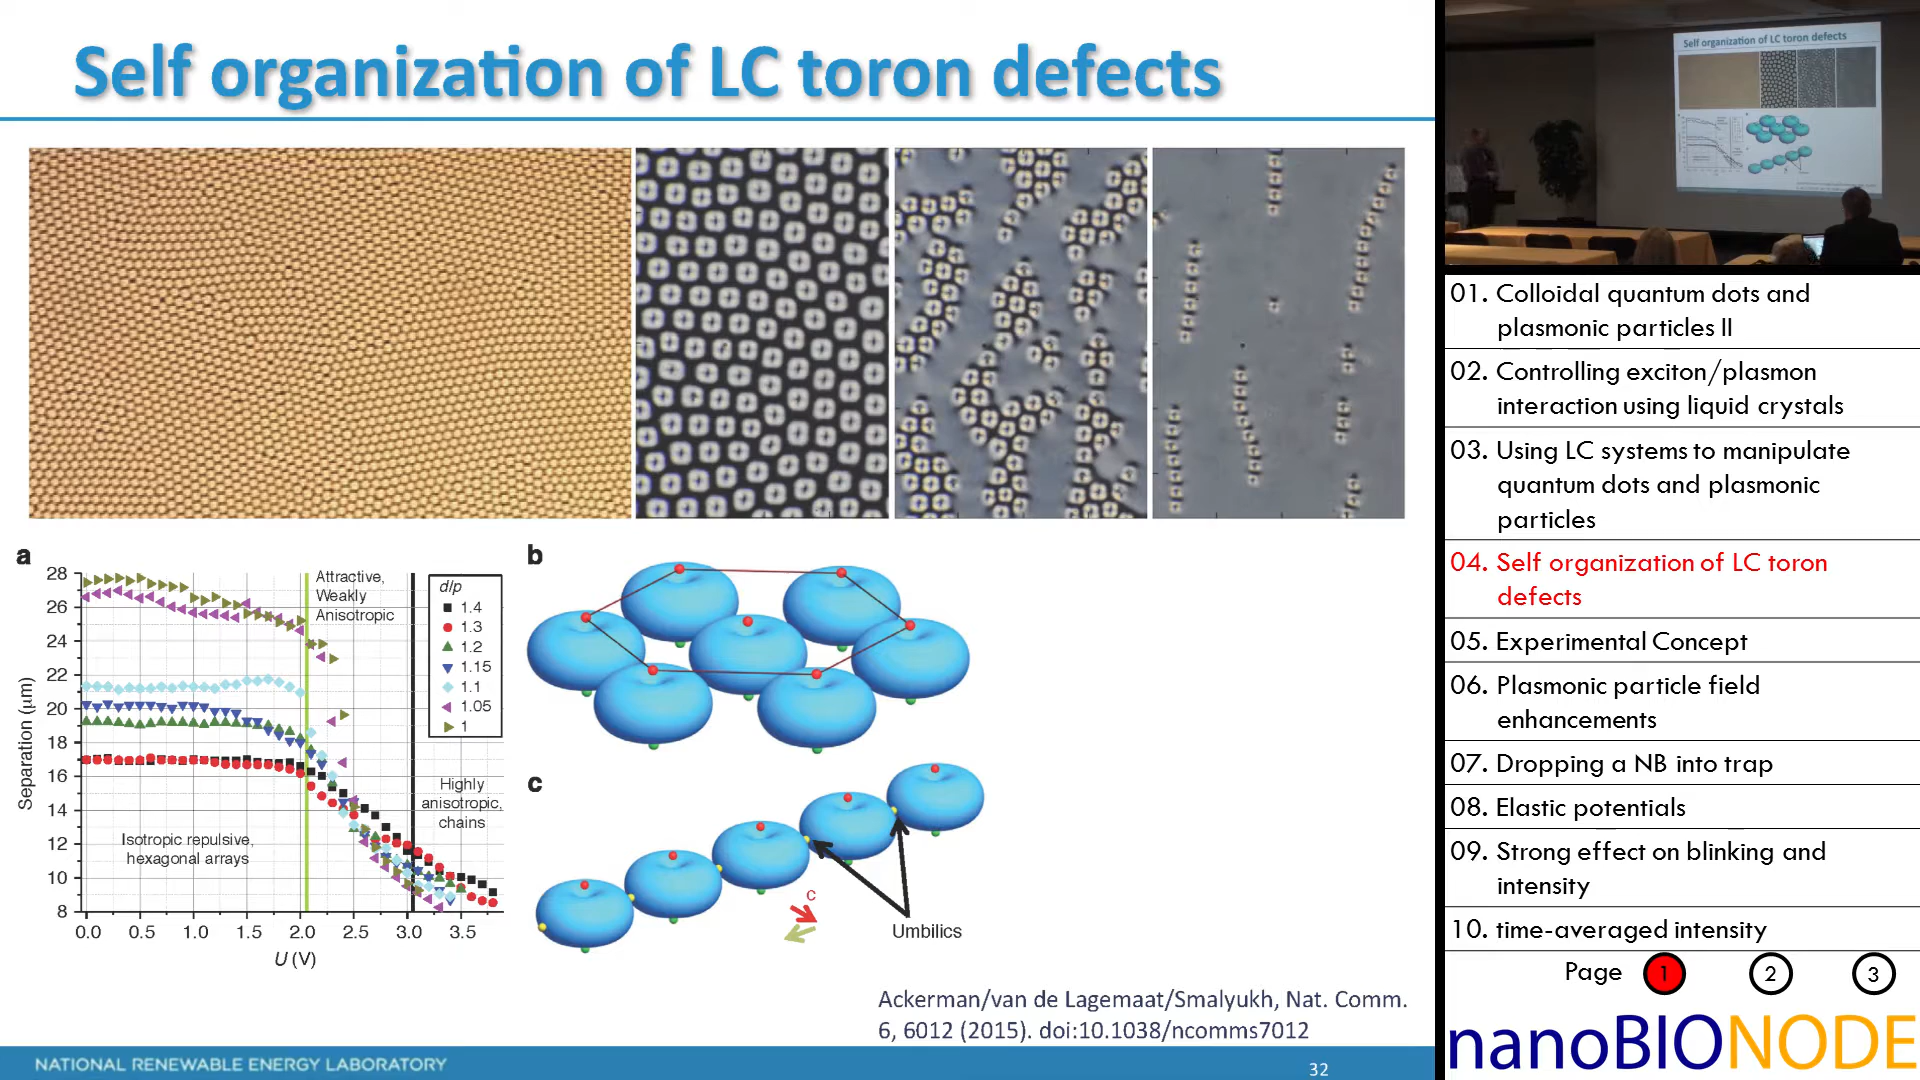 Self organization of LC toron defects
a
28
26
24
22
20
18
16
14
12
10
8
Separation (μm)
0.0 0.5 1.0 1.5 2.0 2.5 3.0 3.5
U (V)
Attractive,
Weakly
Anisotropic
Isotropic repulsive,
hexagonal arrays
Highly
anisotropic,
chains
d/p
1.4
1.3
1.2
1.15
1.1
1.05
1
b
c
c
Umbilics
Ackerman/van de Lagemaat/Smalyukh, Nat. Comm.
6, 6012 (2015). doi:10.1038/ncomms7012
NATIONAL RENEWABLE ENERGY LABORATORY
32
Self organization of LC toron defects
01. Colloidal quantum dots and
plasmonic particles II
02. Controlling exciton/plasmon
interaction using liquid crystals
03. Using LC systems to manipulate
quantum dots and plasmonic
particles
04. Self organization of LC toron
defects
05. Experimental Concept
06. Plasmonic particle field
enhancements
07. Dropping a NB into trap
08. Elastic potentials
09. Strong effect on blinking and
intensity
10. time-averaged intensity
Page 1 2 3
nanoBIONODE